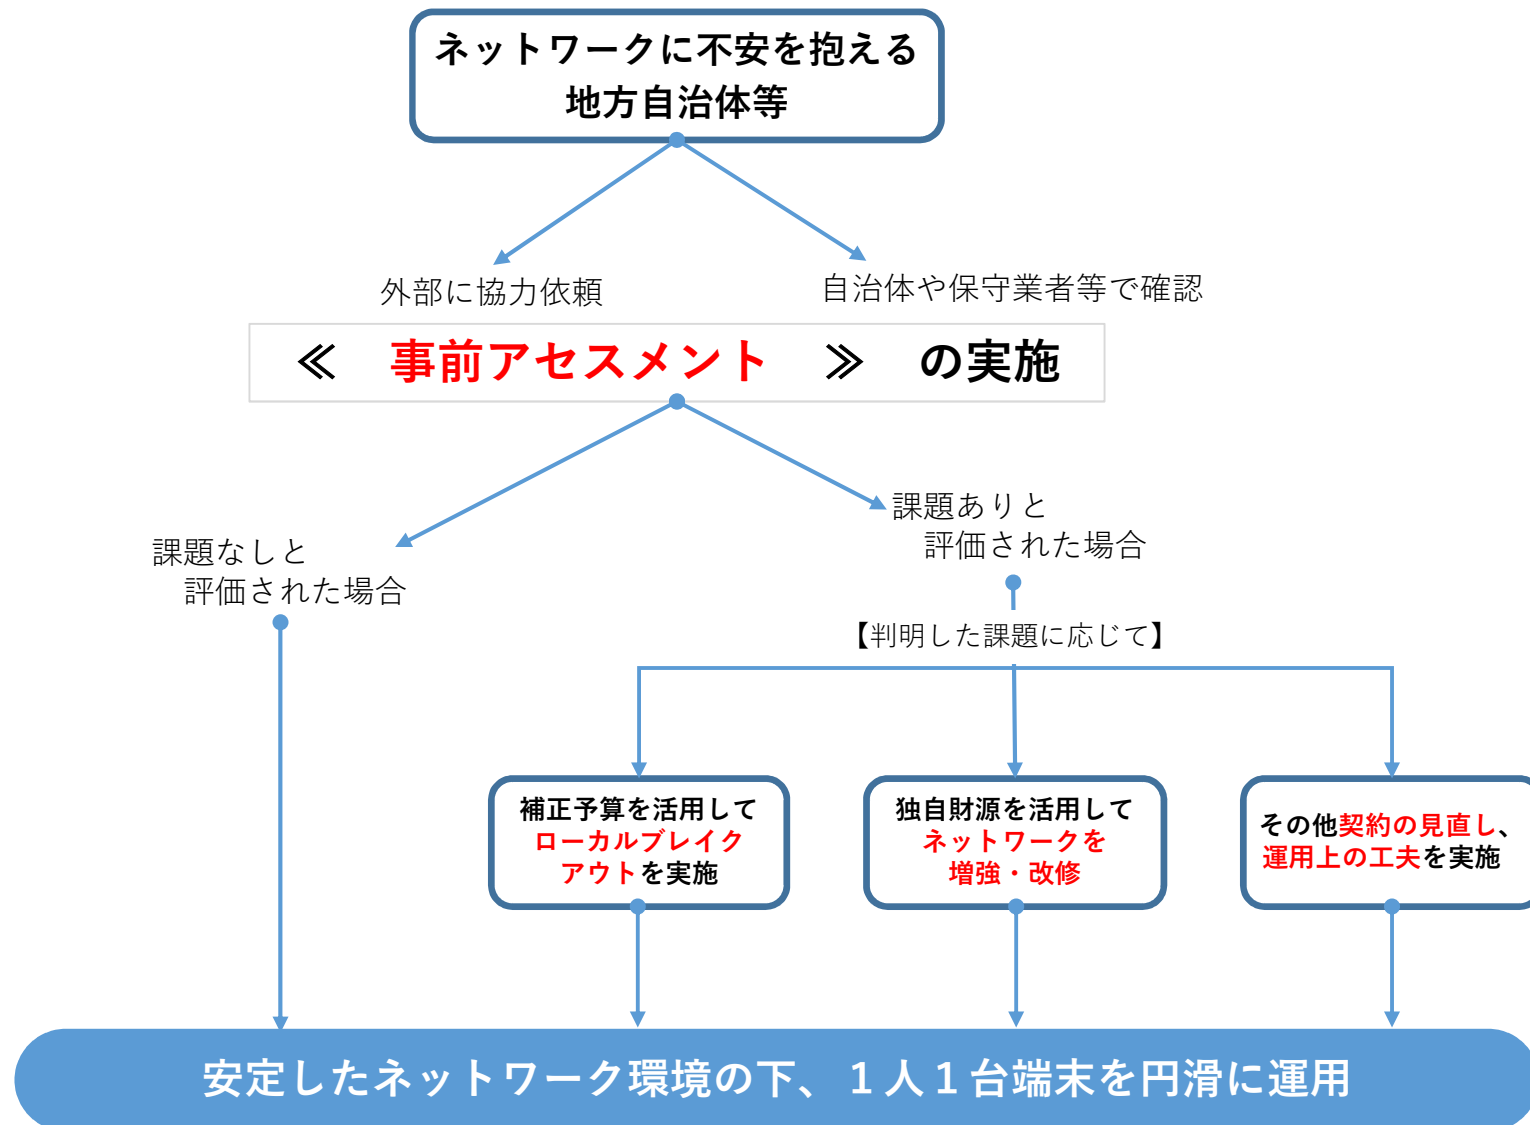 ネットワークに不安を抱える
地方自治体等
外部に協力依頼
自治体や保守業者等で確認
≪　事前アセスメント　≫　の実施
課題なしと
評価された場合
課題ありと
評価された場合
【判明した課題に応じて】
補正予算を活用して
ローカルブレイク
アウトを実施
独自財源を活用して
ネットワークを
増強・改修
その他契約の見直し、
運用上の工夫を実施
安定したネットワーク環境の下、１人１台端末を円滑に運用